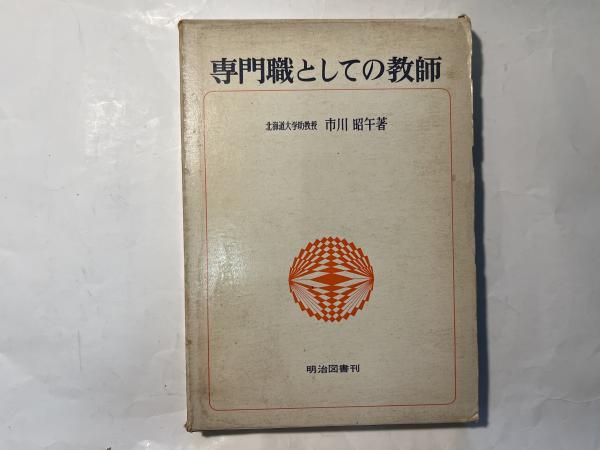 専門職としての教師
北海道大学助教授 市川 昭午著
明治図書刊